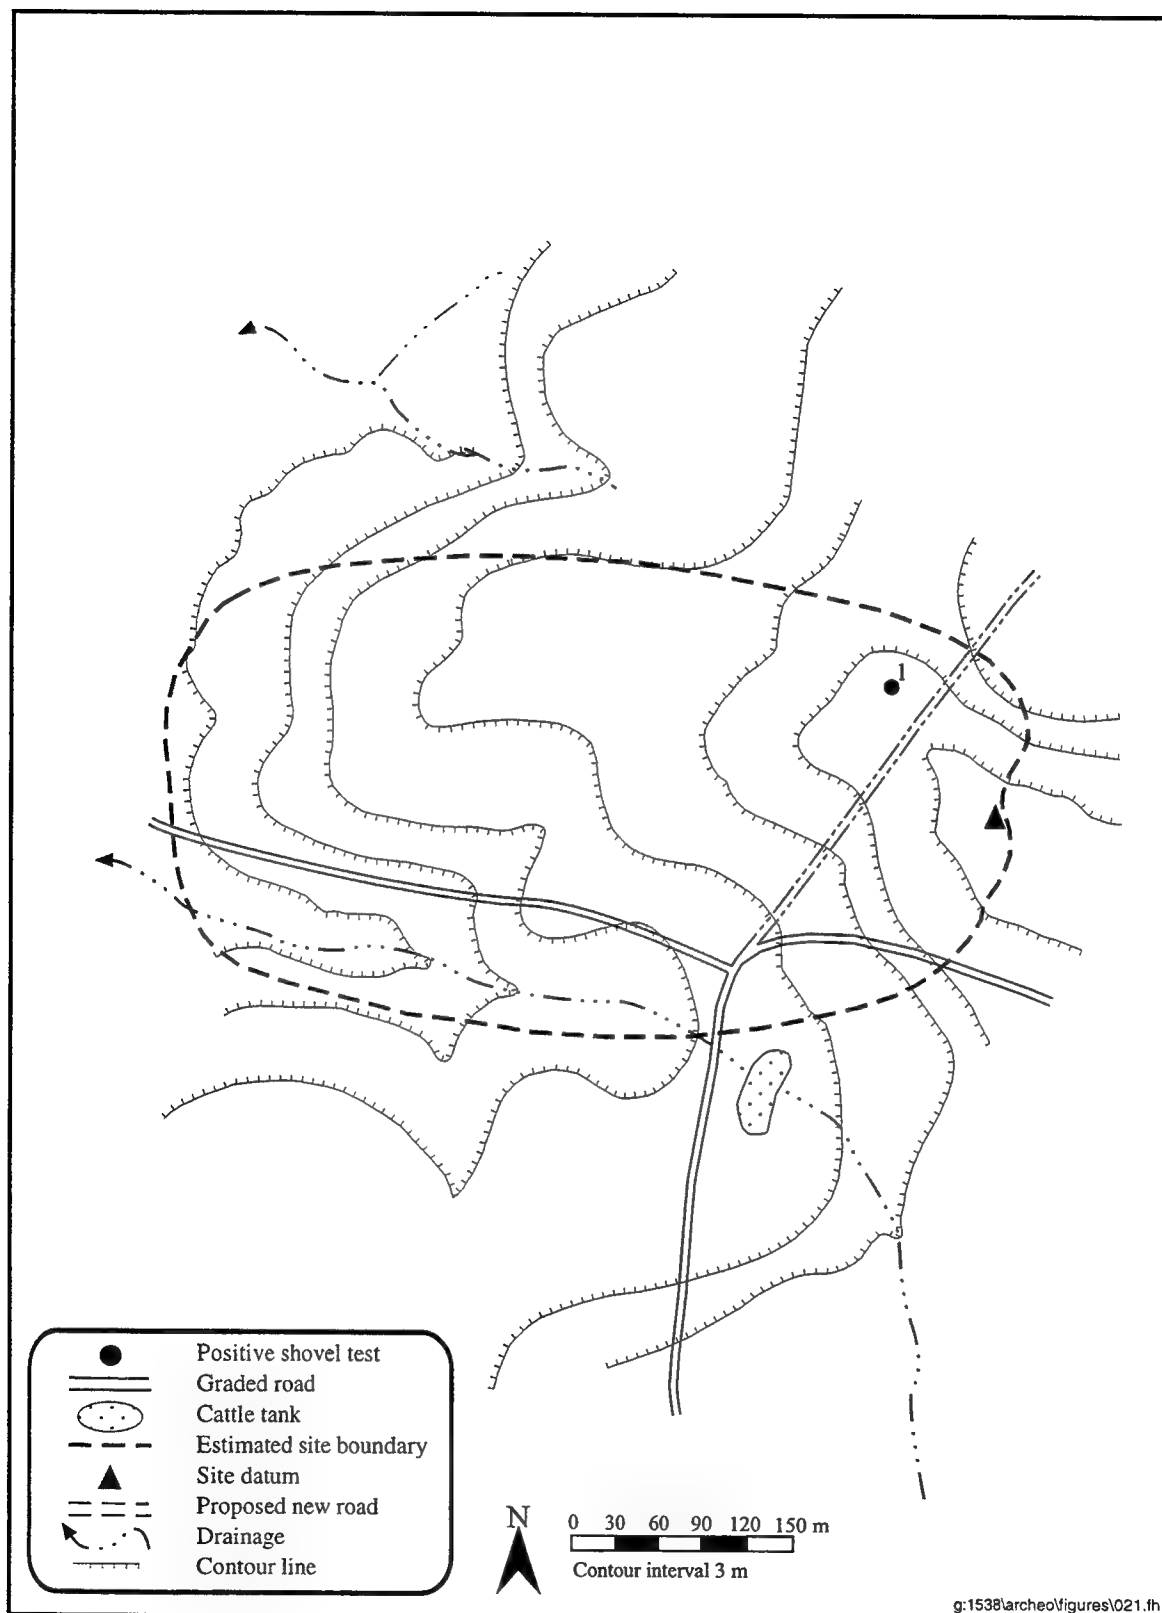 1
Positive shovel test
Graded road
Cattle tank
Estimated site boundary
Site datum
Proposed new road
Drainage
Contour line
N
0 30 60 90 120 150 m
Contour interval 3 m
g:1538\archeo\figures\021.fh